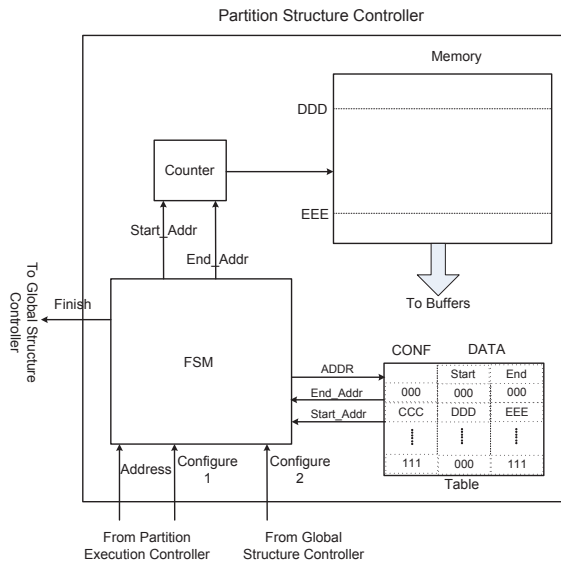 Partition Structure Controller
Memory
DDD
Counter
EEE
Start_Addr
End_Addr
To Global Structure
Controller
Finish
To Buffers
FSM
CONF DATA
ADDR
Start End
End_Addr
000 000 000
Start_Addr
CCC DDD EEE
111 000 111
Table
Address
Configure
1
Configure
2
From Partition
Execution Controller
From Global
Structure Controller